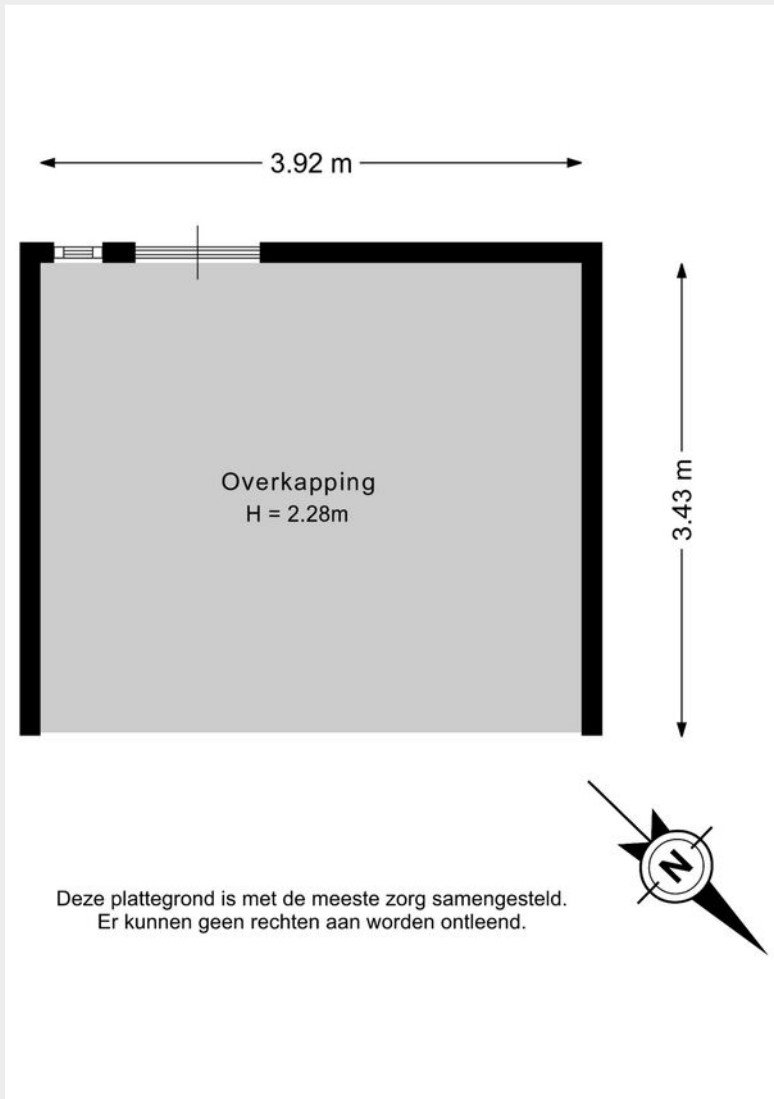 3.92 m
Overkapping
H = 2.28m
3.43 m
N
Deze plattegrond is met de meeste zorg samengesteld.
Er kunnen geen rechten aan worden ontleend.